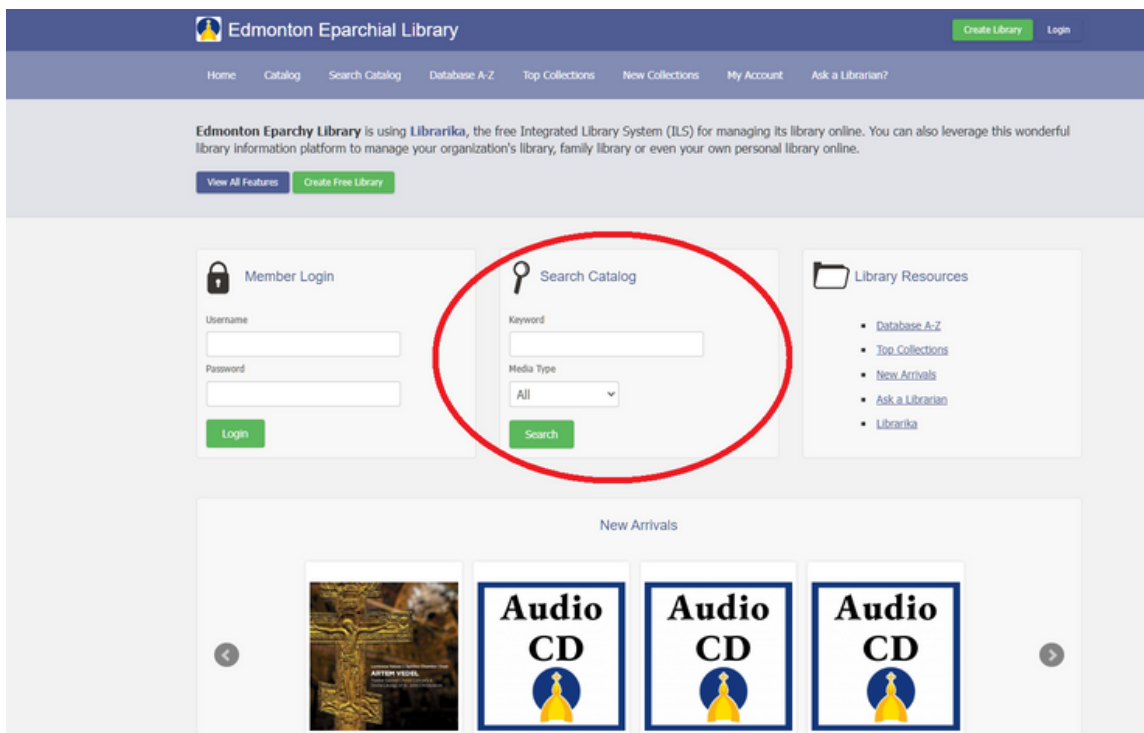 Edmonton Eparchial Library
Create Library
Login
Home
Catalog
Search Catalog
Database A-Z
Top Collections
New Collections
My Account
Ask a Librarian?
Edmonton Eparchy Library is using Librarika, the free Integrated Library System (ILS) for managing its library online. You can also leverage this wonderful
library information platform to manage your organization's library, family library or even your own personal library online.
View All Features
Create Free Library
Member Login
Username
Password
Login
Search Catalog
Keyword
Media Type
All
Search
Library Resources
Database A-Z
Top Collections
New Arrivals
Ask a Librarian
Librarika
New Arrivals
ARTEM VEDEL
Audio
CD
Audio
CD
Audio
CD